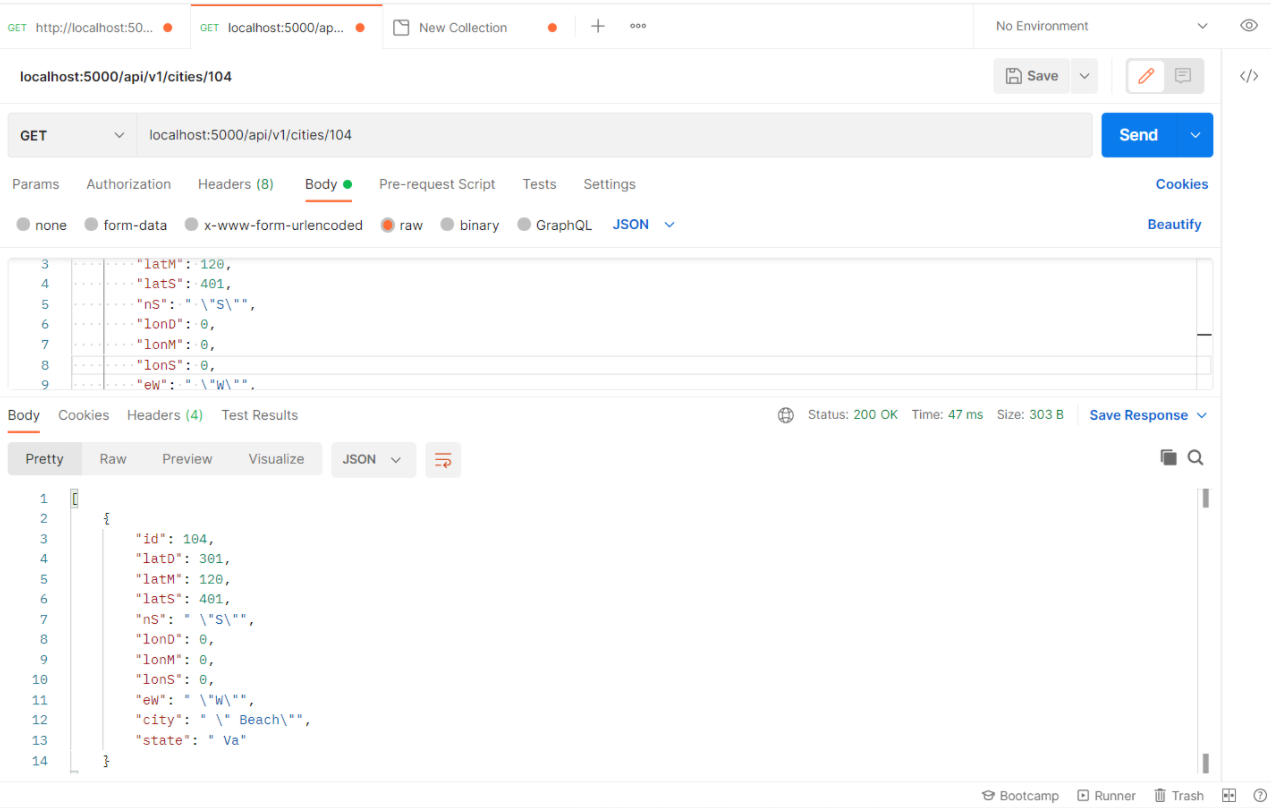 GET http://localhost:50... GET localhost:5000/ap... New Collection No Environment
localhost:5000/api/v1/cities/104 Save
GET localhost:5000/api/v1/cities/104 Send
Params Authorization Headers (8) Body Pre-request Script Tests Settings Cookies
none form-data x-www-form-urlencoded raw binary GraphQL JSON Beautify
3 "latM": 120,
4 "latS": 401,
5 "nS": " \"S\"",
6 "lonD": 0,
7 "lonM": 0,
8 "lonS": 0,
9 "eW": " \"W\"",
Body Cookies Headers (4) Test Results Status: 200 OK Time: 47 ms Size: 303 B Save Response
Pretty Raw Preview Visualize JSON
1 [
2 {
3 "id": 104,
4 "latD": 301,
5 "latM": 120,
6 "latS": 401,
7 "nS": " \"S\"",
8 "lonD": 0,
9 "lonM": 0,
10 "lonS": 0,
11 "eW": " \"W\"",
12 "city": " \" Beach\"",
13 "state": " Va"
14 }
Bootcamp Runner Trash